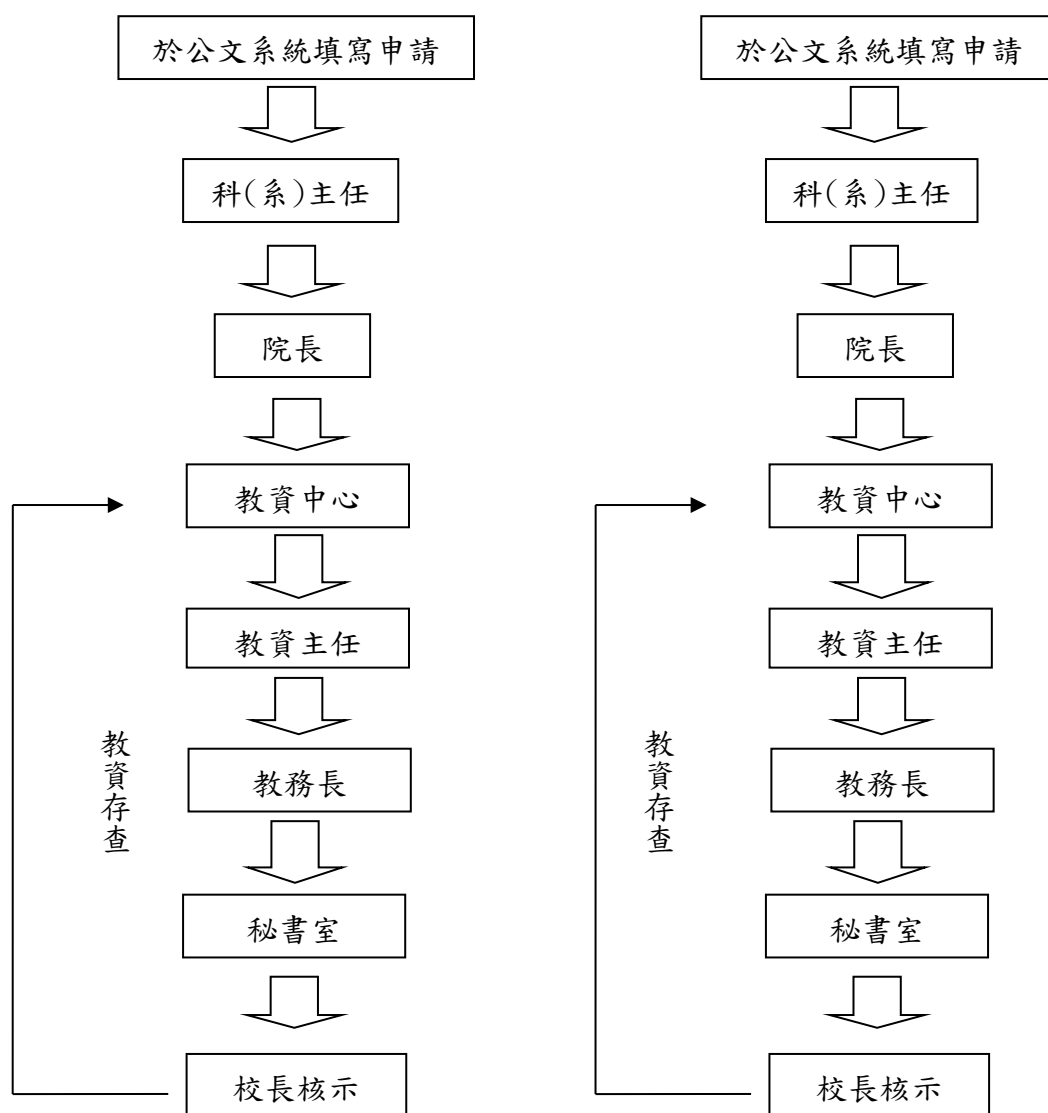 於公文系統填寫申請
科(系)主任
院長
教資中心
教資主任
教資存查
教務長
秘書室
校長核示
於公文系統填寫申請
科(系)主任
院長
教資中心
教資主任
教資存查
教務長
秘書室
校長核示